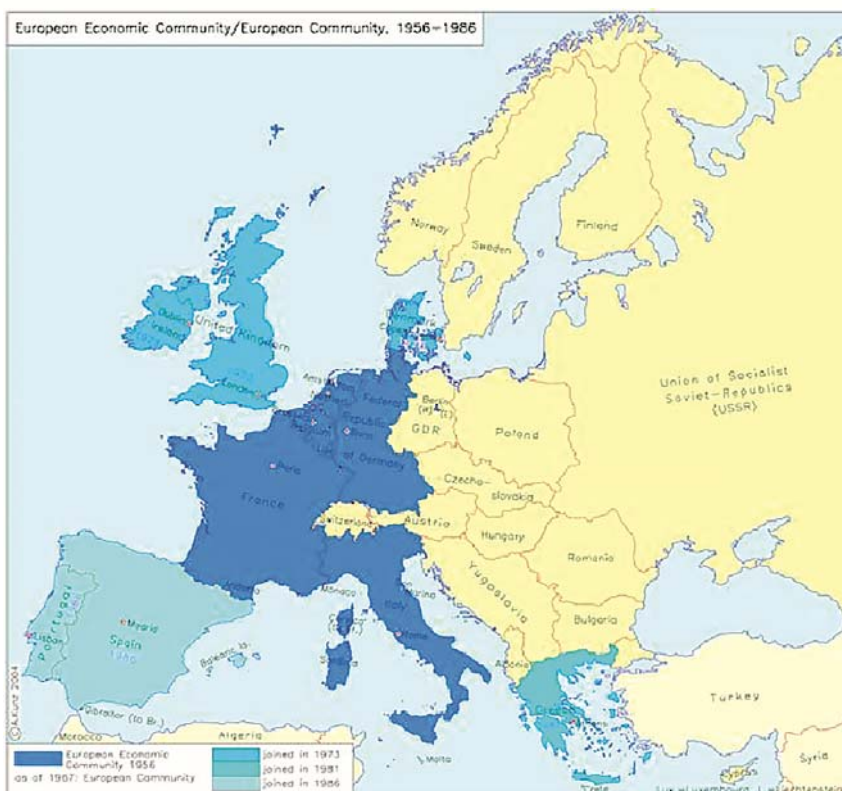 European Economic Community/European Community, 1956-1986
Norway
Sweden
Finland
Dublin
Ireland
United Kingdom
London
Denmark
Union of Socialist
Soviet-Republics
(USSR)
Federal
Republic
of Germany
Bonn
Berlin
GDR
Poland
Paris
France
Czecho-
slovakia
Switzerland
Austria
Hungary
Romania
Yugoslavia
Bulgaria
Monaco
Italy
Rome
Madrid
Spain
1986
Lisbon
Balearic Is.
Gibraltar (to Br.)
Turkey
Morocco
Algeria
Malta
Cyprus
Syria
Crete
©A.Kunz 2004
European Economic
Community 1956
as of 1967: European Community
joined in 1973
joined in 1981
joined in 1986